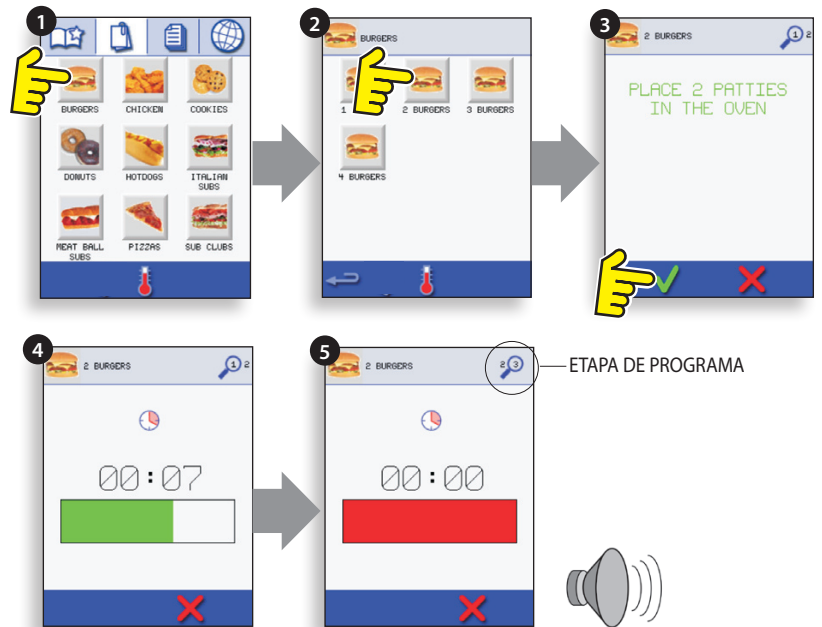 1
BURGERS
CHICKEN
COOKIES
DONUTS
HOTDOGS
ITALIAN
SUBS
MEAT BALL
SUBS
PIZZAS
SUB CLUBS
2
BURGERS
1
2 BURGERS
3 BURGERS
4 BURGERS
3
2 BURGERS
1 2
PLACE 2 PATTIES
IN THE OVEN
4
2 BURGERS
1 2
00:07
5
2 BURGERS
2 3
ETAPA DE PROGRAMA
00:00